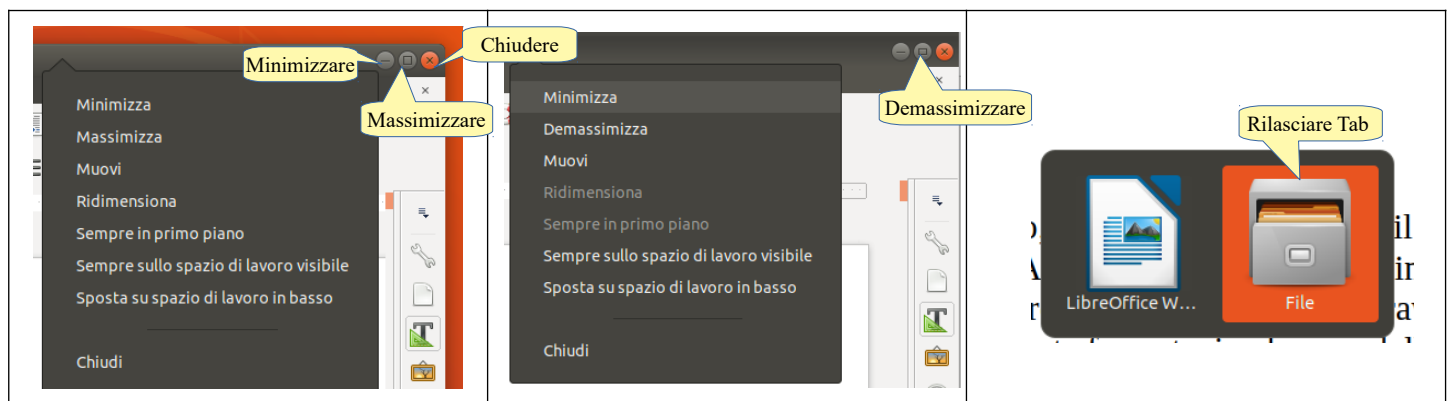 Minimizzare
Chiudere
Massimizzare
Minimizza
Massimizza
Muovi
Ridimensiona
Sempre in primo piano
Sempre sullo spazio di lavoro visibile
Sposta su spazio di lavoro in basso
Chiudi
Demassimizzare
Minimizza
Demassimizza
Muovi
Ridimensiona
Sempre in primo piano
Sempre sullo spazio di lavoro visibile
Sposta su spazio di lavoro in basso
Chiudi
Rilasciare Tab
il
LibreOffice W...
File